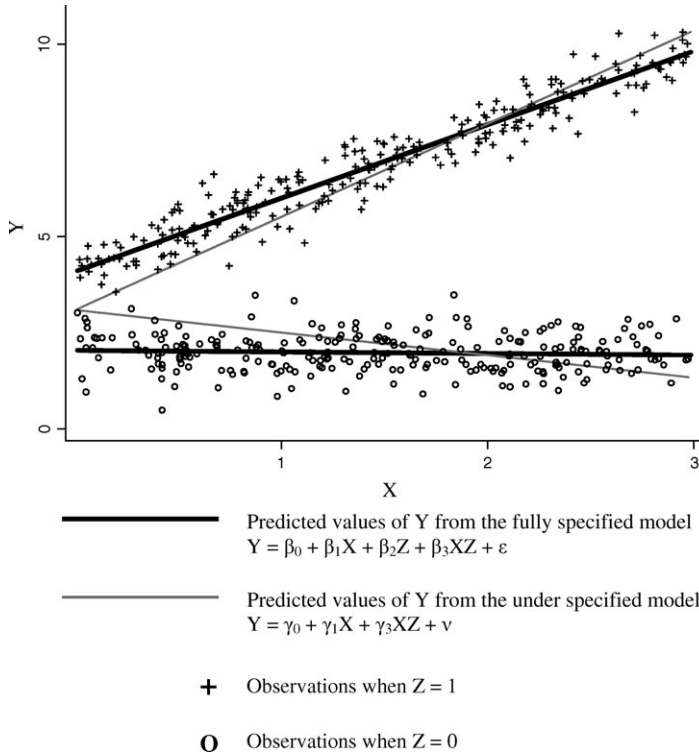 10
Y
5
0
1 2 3
X
Predicted values of Y from the fully specified model
Y = β₀ + β₁X + β₂Z + β₃XZ + ε
Predicted values of Y from the under specified model
Y = γ₀ + γ₁X + γ₃XZ + ν
+ Observations when Z = 1
O Observations when Z = 0